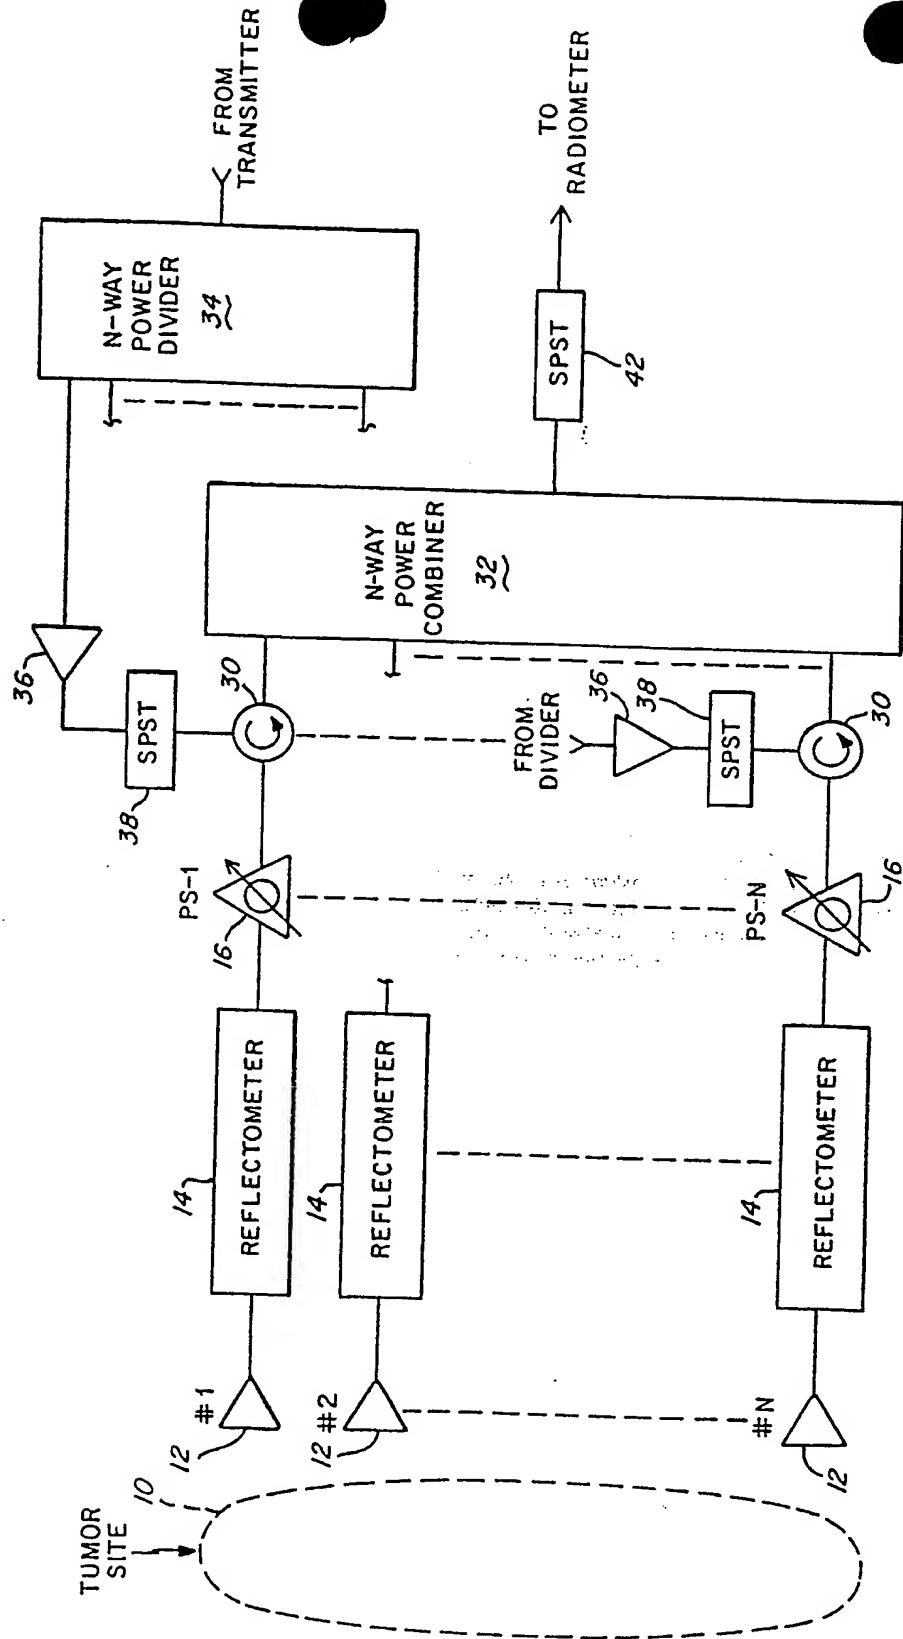 TUMOR
SITE
10
#1
12
#2
12
#N
12
14
REFLECTOMETER
14
REFLECTOMETER
14
REFLECTOMETER
PS-1
16
PS-N
16
36
38
SPST
30
FROM
DIVIDER
36
38
SPST
30
N-WAY
POWER
COMBINER
32
N-WAY
POWER
DIVIDER
34
FROM
TRANSMITTER
SPST
42
TO
RADIOMETER